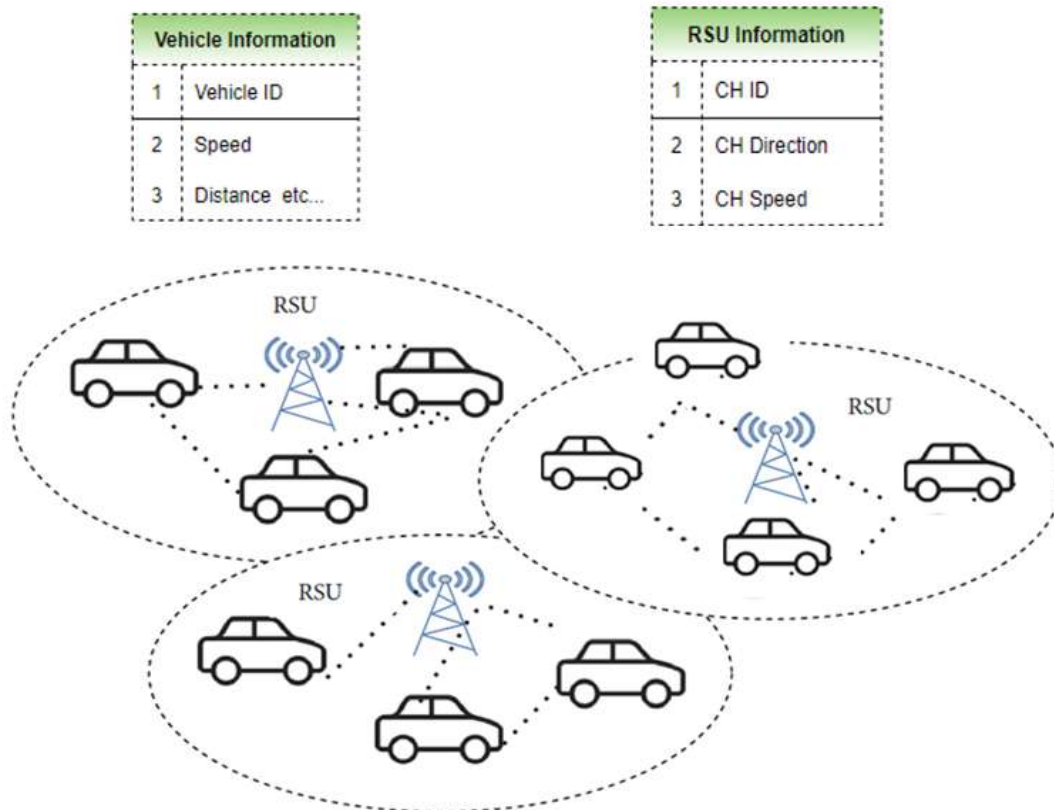 Vehicle Information
1 Vehicle ID
2 Speed
3 Distance etc...
RSU Information
1 CH ID
2 CH Direction
3 CH Speed
RSU
RSU
RSU